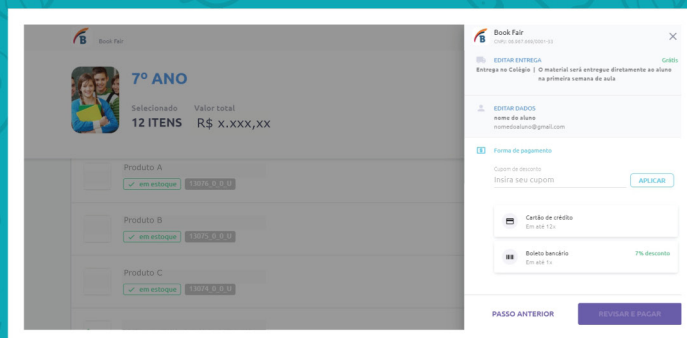 Book Fair
7º ANO
Selecionado Valor total
12 ITENS R$ x.xxx,xx
Produto A
em estoque 13076_0_0_U
Produto B
em estoque 13075_0_0_U
Produto C
em estoque 13074_0_0_U
Book Fair
EDITAR ENTREGA Grátis
Entrega no Colégio | O material será entregue diretamente ao aluno
na primeira semana de aula
EDITAR DADOS
nome do aluno
nomedoaluno@gmail.com
Forma de pagamento
Cupom de desconto
Insira seu cupom APLICAR
Cartão de crédito
Em até 12x
Boleto bancário 7% desconto
Em até 1x
PASSO ANTERIOR REVISAR E PAGAR